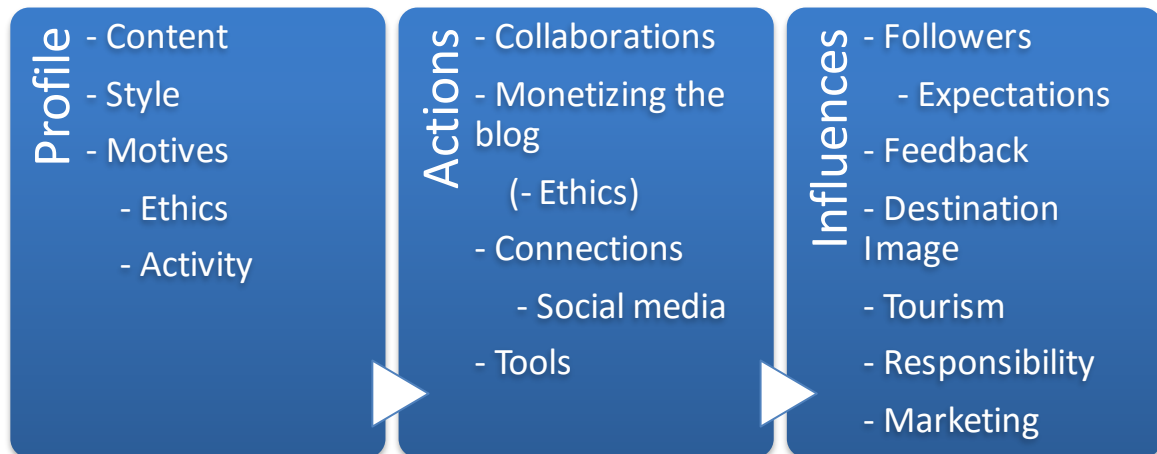 Profile
- Content
- Style
- Motives
- Ethics
- Activity
Actions
- Collaborations
- Monetizing the
blog
(- Ethics)
- Connections
- Social media
- Tools
Influences
- Followers
- Expectations
- Feedback
- Destination
Image
- Tourism
- Responsibility
- Marketing